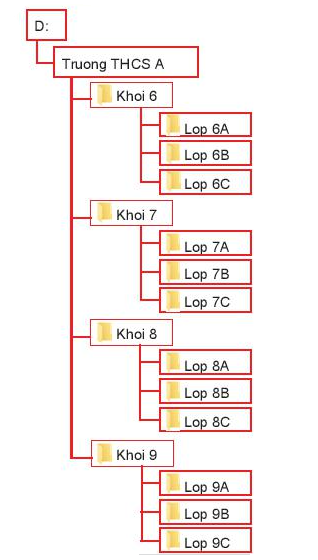 D:
Truong THCS A
Khoi 6
Lop 6A
Lop 6B
Lop 6C
Khoi 7
Lop 7A
Lop 7B
Lop 7C
Khoi 8
Lop 8A
Lop 8B
Lop 8C
Khoi 9
Lop 9A
Lop 9B
Lop 9C